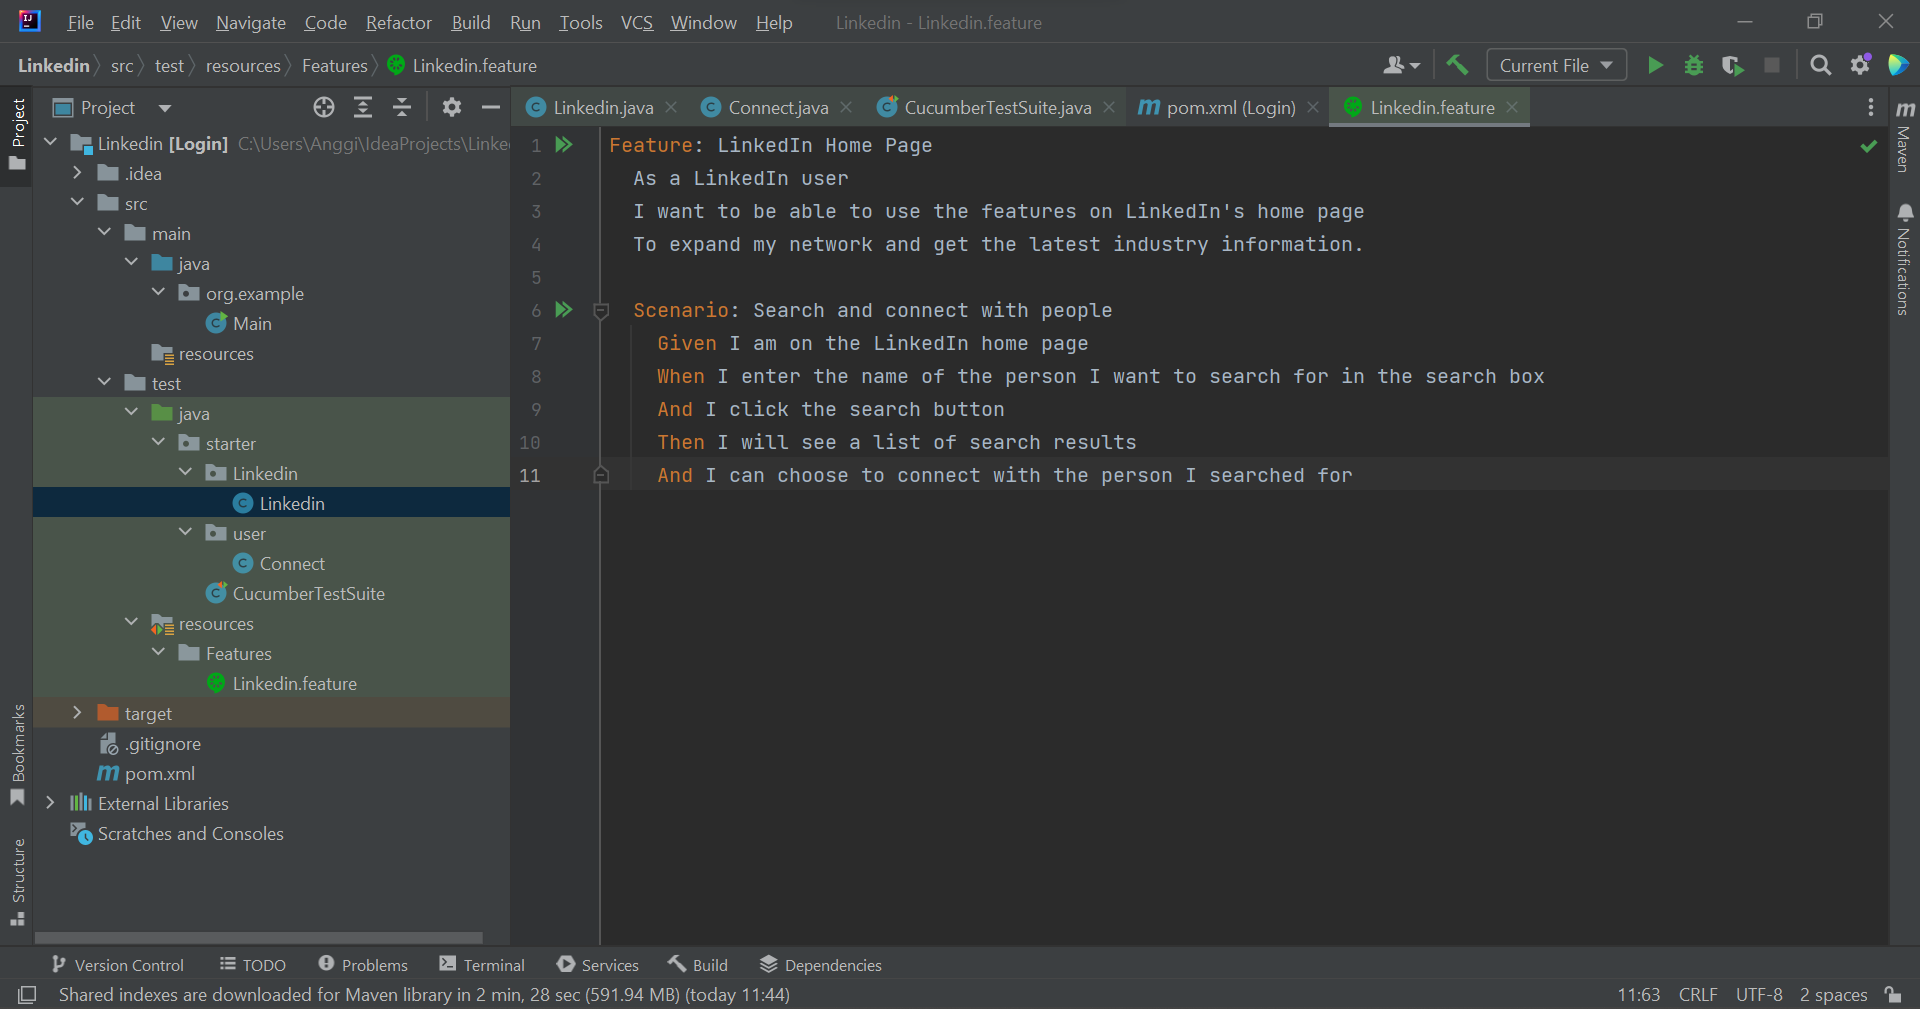 File Edit View Navigate Code Refactor Build Run Tools VCS Window Help Linkedin - Linkedin.feature
Linkedin src test resources Features Linkedin.feature Current File
Project Linkedin.java Connect.java CucumberTestSuite.java pom.xml (Login) Linkedin.feature
Project
Linkedin [Login] C:\Users\Anggi\IdeaProjects\Linke
.idea
src
main
java
org.example
Main
resources
test
java
starter
Linkedin
Linkedin
user
Connect
CucumberTestSuite
resources
Features
Linkedin.feature
target
.gitignore
pom.xml
External Libraries
Scratches and Consoles
Bookmarks
Structure
1 Feature: LinkedIn Home Page
2 As a LinkedIn user
3 I want to be able to use the features on LinkedIn's home page
4 To expand my network and get the latest industry information.
5
6 Scenario: Search and connect with people
7 Given I am on the LinkedIn home page
8 When I enter the name of the person I want to search for in the search box
9 And I click the search button
10 Then I will see a list of search results
11 And I can choose to connect with the person I searched for
m
Maven
Notifications
Version Control TODO Problems Terminal Services Build Dependencies
Shared indexes are downloaded for Maven library in 2 min, 28 sec (591.94 MB) (today 11:44) 11:63 CRLF UTF-8 2 spaces